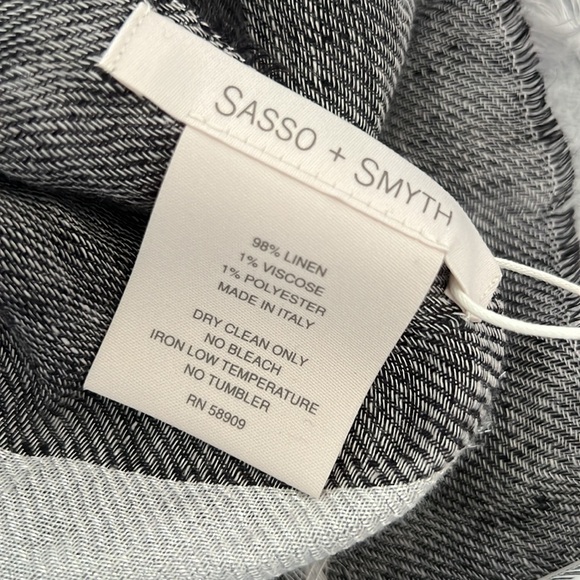 SASSO + SMYTH
98% LINEN
1% VISCOSE
1% POLYESTER
MADE IN ITALY
DRY CLEAN ONLY
NO BLEACH
IRON LOW TEMPERATURE
NO TUMBLER
RN 58909